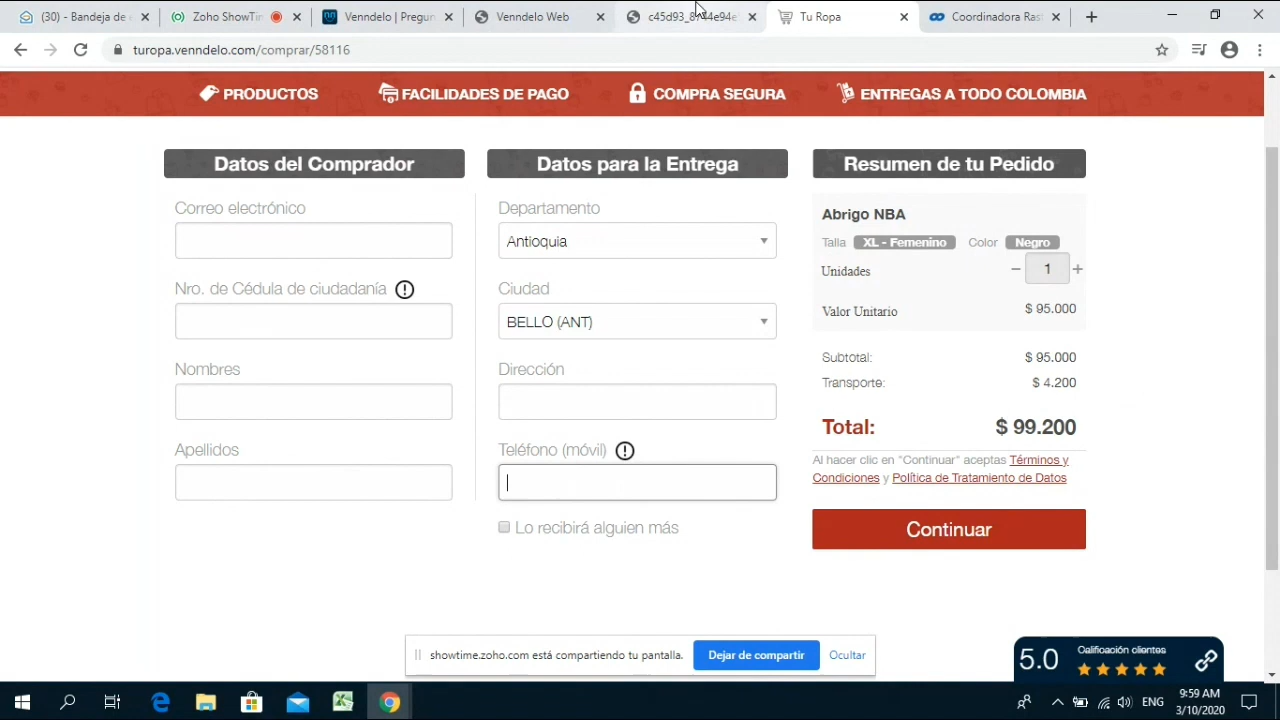 (30) - Bandeja de e
Zoho ShowTim
Venndelo | Pregun
Venndelo Web
Tu Ropa
Coordinadora Ras
turopa.venndelo.com/comprar/58116
PRODUCTOS
FACILIDADES DE PAGO
COMPRA SEGURA
ENTREGAS A TODO COLOMBIA
Datos del Comprador
Correo electrónico
Nro. de Cédula de ciudadanía
Nombres
Apellidos
Datos para la Entrega
Departamento
Antioquia
Ciudad
BELLO (ANT)
Dirección
Teléfono (móvil)
Lo recibirá alguien más
Resumen de tu Pedido
Abrigo NBA
Talla XL - Femenino Color Negro
Unidades − 1 +
Valor Unitario $ 95.000
Subtotal: $ 95.000
Transporte: $ 4.200
Total: $ 99.200
Al hacer clic en "Continuar" aceptas Términos y
Condiciones y Política de Tratamiento de Datos
Continuar
showtime.zoho.com está compartiendo tu pantalla. Dejar de compartir Ocultar
5.0 Calificación clientes
ENG
9:59 AM
3/10/2020